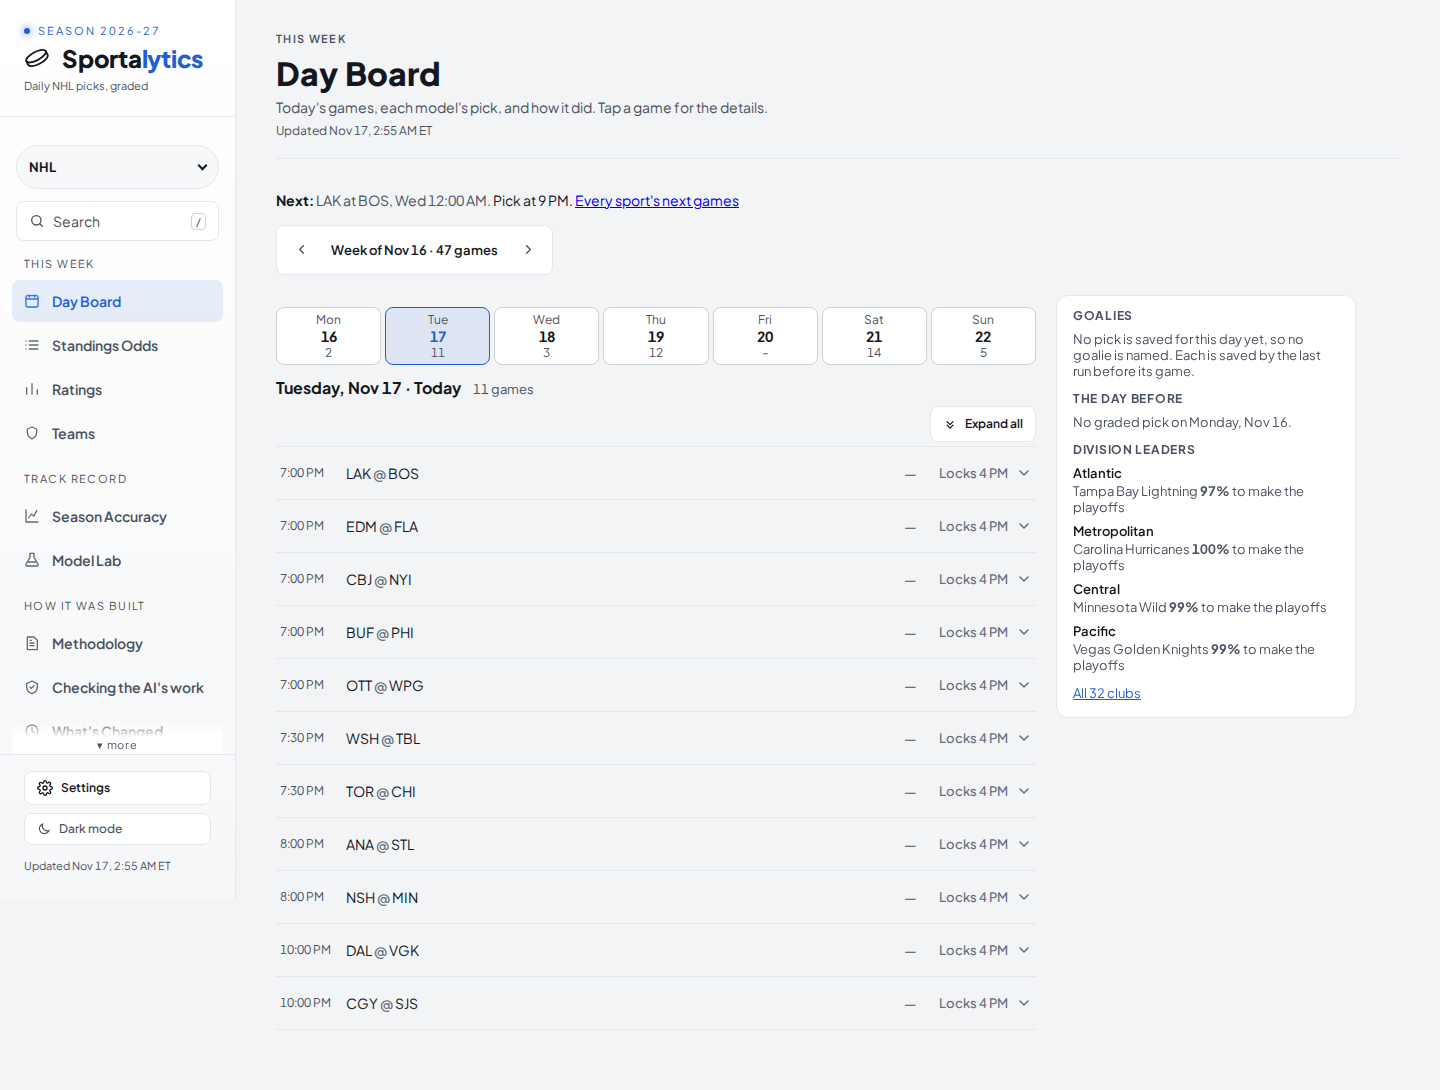 SEASON 2026-27
Sportalytics
Daily NHL picks, graded
NHL
Search /
THIS WEEK
Day Board
Standings Odds
Ratings
Teams
TRACK RECORD
Season Accuracy
Model Lab
HOW IT WAS BUILT
Methodology
Checking the AI's work
What's Changed
▾ more
Settings
Dark mode
Updated Nov 17, 2:55 AM ET
THIS WEEK
Day Board
Today's games, each model's pick, and how it did. Tap a game for the details.
Updated Nov 17, 2:55 AM ET
Next: LAK at BOS, Wed 12:00 AM. Pick at 9 PM. Every sport's next games
Week of Nov 16 · 47 games
Mon 16 2
Tue 17 11
Wed 18 3
Thu 19 12
Fri 20 –
Sat 21 14
Sun 22 5
Tuesday, Nov 17 · Today 11 games
Expand all
7:00 PM LAK @ BOS — Locks 4 PM
7:00 PM EDM @ FLA — Locks 4 PM
7:00 PM CBJ @ NYI — Locks 4 PM
7:00 PM BUF @ PHI — Locks 4 PM
7:00 PM OTT @ WPG — Locks 4 PM
7:30 PM WSH @ TBL — Locks 4 PM
7:30 PM TOR @ CHI — Locks 4 PM
8:00 PM ANA @ STL — Locks 4 PM
8:00 PM NSH @ MIN — Locks 4 PM
10:00 PM DAL @ VGK — Locks 4 PM
10:00 PM CGY @ SJS — Locks 4 PM
GOALIES
No pick is saved for this day yet, so no
goalie is named. Each is saved by the last
run before its game.
THE DAY BEFORE
No graded pick on Monday, Nov 16.
DIVISION LEADERS
Atlantic
Tampa Bay Lightning 97% to make the
playoffs
Metropolitan
Carolina Hurricanes 100% to make the
playoffs
Central
Minnesota Wild 99% to make the playoffs
Pacific
Vegas Golden Knights 99% to make the
playoffs
All 32 clubs